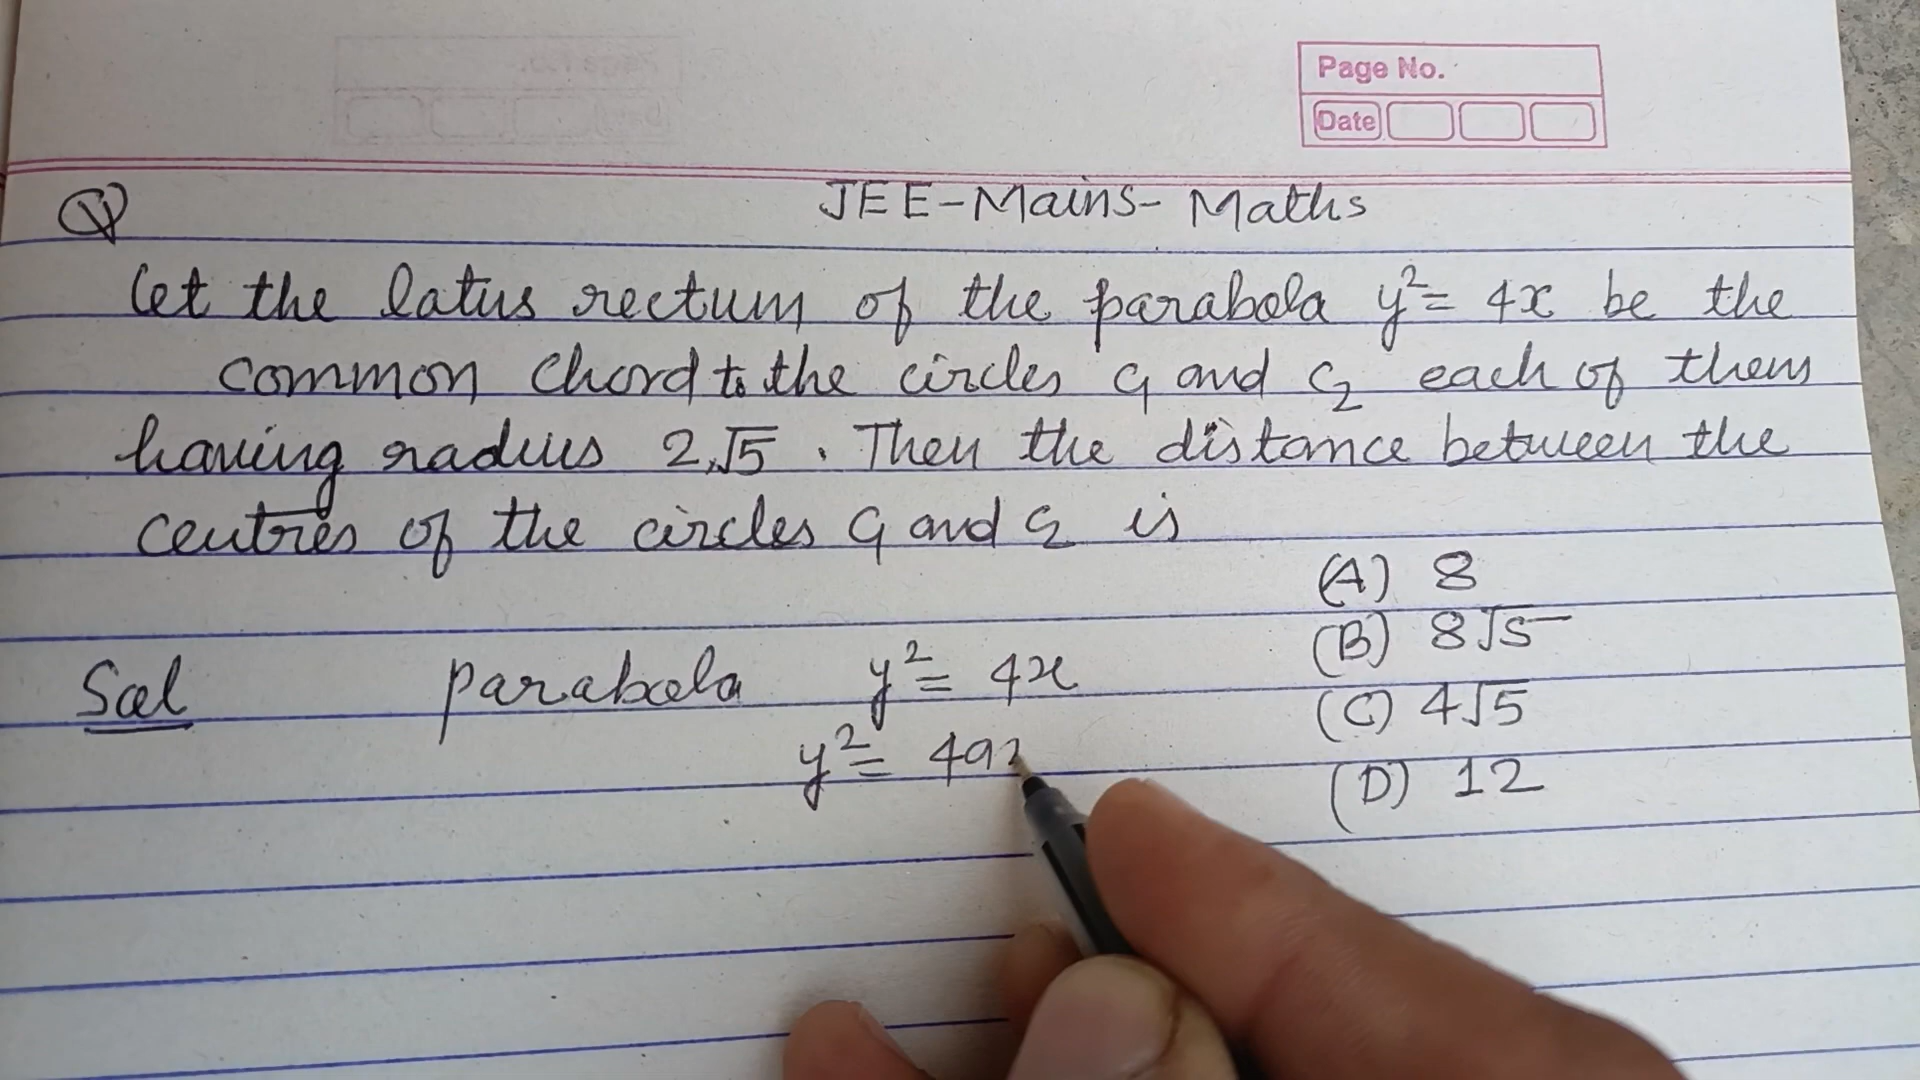 Page No.
Date
Q
JEE-Mains-Maths
let the latus rectum of the parabola y²= 4x be the
common chord to the circles C1 and C2 each of them
having radius 2√5. Then the distance between the
centres of the circles C1 and C2 is
(A) 8
(B) 8√5
(C) 4√5
(D) 12
Sol parabola y²= 4x
y²= 4ax